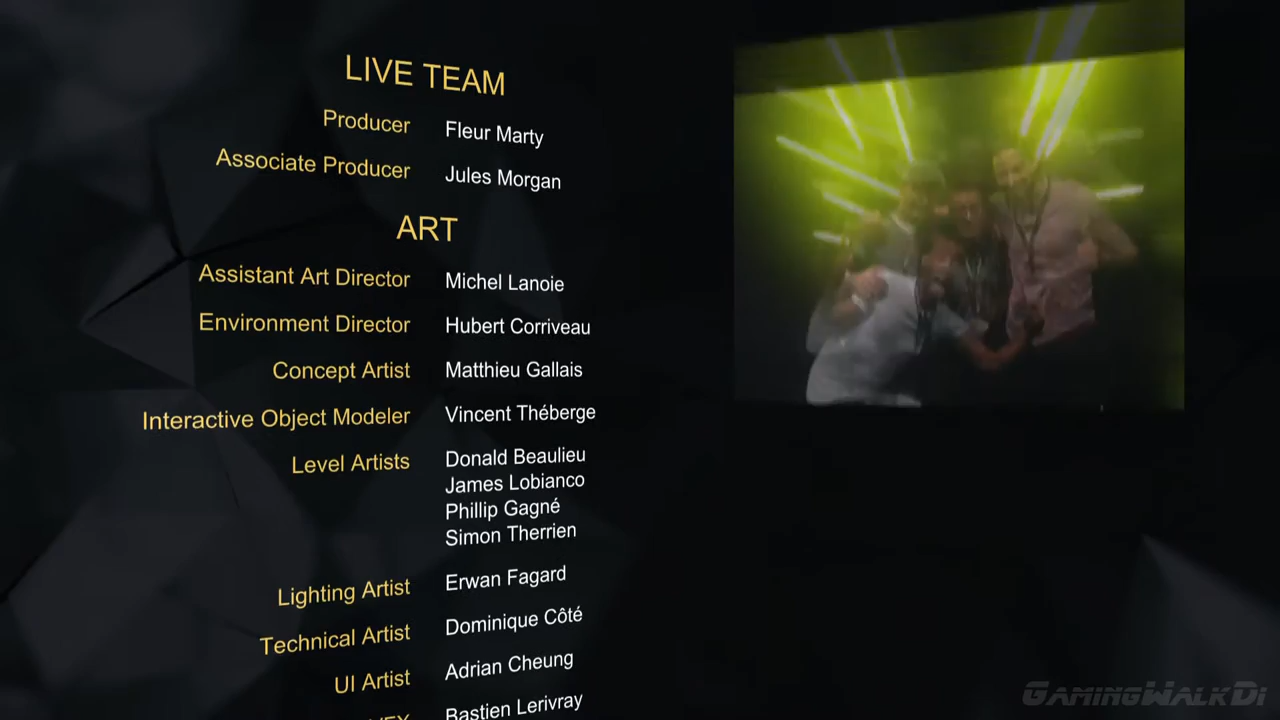 LIVE TEAM
Producer Fleur Marty
Associate Producer Jules Morgan
ART
Assistant Art Director Michel Lanoie
Environment Director Hubert Corriveau
Concept Artist Matthieu Gallais
Interactive Object Modeler Vincent Théberge
Level Artists Donald Beaulieu
James Lobianco
Phillip Gagné
Simon Therrien
Lighting Artist Erwan Fagard
Technical Artist Dominique Côté
UI Artist Adrian Cheung
VFX Bastien Lerivray
GamingWalkDi